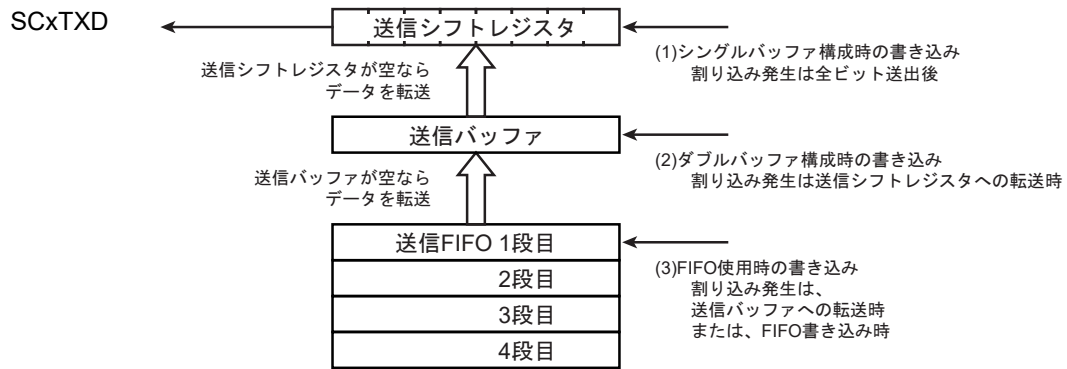 SCxTXD
送信シフトレジスタ
(1)シングルバッファ構成時の書き込み
割り込み発生は全ビット送出後
送信シフトレジスタが空なら
データを転送
送信バッファ
(2)ダブルバッファ構成時の書き込み
割り込み発生は送信シフトレジスタへの転送時
送信バッファが空なら
データを転送
送信FIFO 1段目
2段目
3段目
4段目
(3)FIFO使用時の書き込み
割り込み発生は、
送信バッファへの転送時
または、FIFO書き込み時